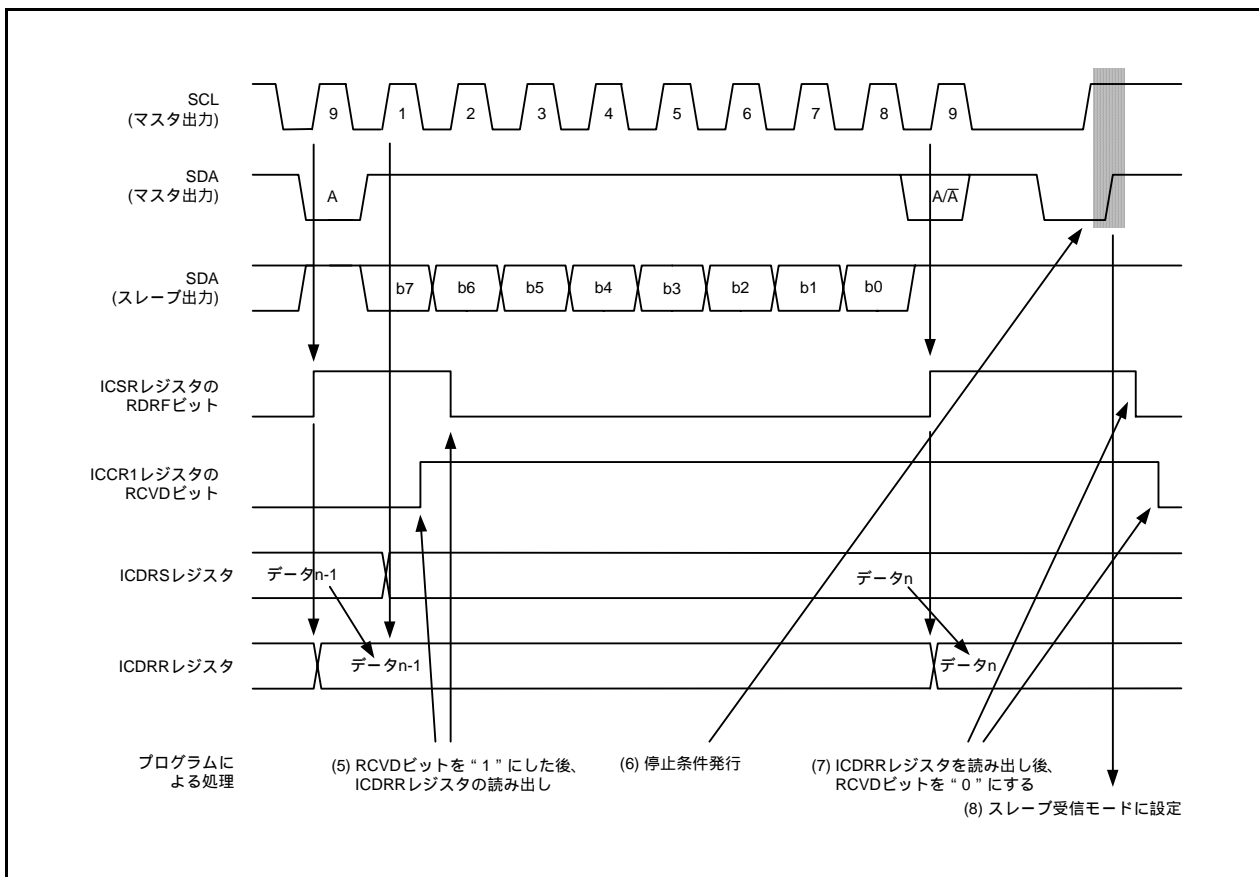 SCL
(マスタ出力)
9 1 2 3 4 5 6 7 8 9
SDA
(マスタ出力)
A A/A̅
SDA
(スレーブ出力)
b7 b6 b5 b4 b3 b2 b1 b0
ICSRレジスタの
RDRFビット
ICCR1レジスタの
RCVDビット
ICDRSレジスタ
データn-1 データn
ICDRRレジスタ
データn-1 データn
プログラムに
よる処理
(5) RCVDビットを“1”にした後、
ICDRRレジスタの読み出し
(6) 停止条件発行
(7) ICDRRレジスタを読み出し後、
RCVDビットを“0”にする
(8) スレーブ受信モードに設定